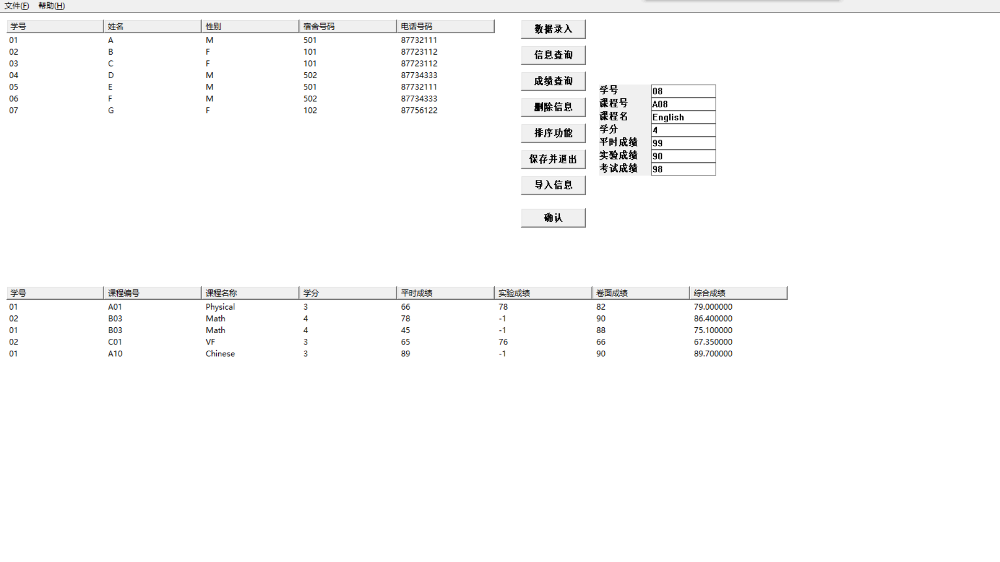 文件(F) 帮助(H)
学号 姓名 性别 宿舍号码 电话号码
01 A M 501 87732111
02 B F 101 87723112
03 C F 101 87723112
04 D M 502 87734333
05 E M 501 87732111
06 F M 502 87734333
07 G F 102 87756122
数据录入
信息查询
成绩查询
删除信息
排序功能
保存并退出
导入信息
确认
学号 08
课程号 A08
课程名 English
学分 4
平时成绩 99
实验成绩 90
考试成绩 98
学号 课程编号 课程名称 学分 平时成绩 实验成绩 卷面成绩 综合成绩
01 A01 Physical 3 66 78 82 79.000000
02 B03 Math 4 78 -1 90 86.400000
01 B03 Math 4 45 -1 88 75.100000
02 C01 VF 3 65 76 66 67.350000
01 A10 Chinese 3 89 -1 90 89.700000